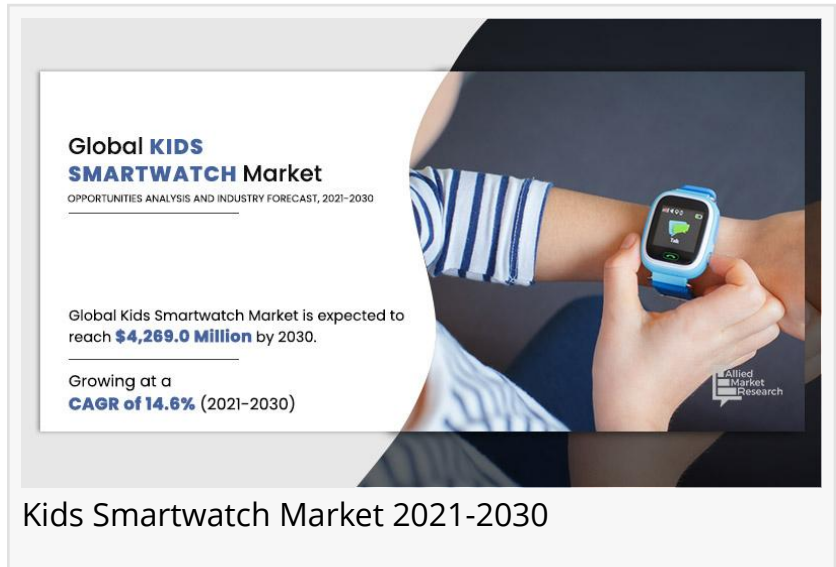 Global KIDS
SMARTWATCH Market
OPPORTUNITIES ANALYSIS AND INDUSTRY FORECAST, 2021-2030
Global Kids Smartwatch Market is expected to
reach $4,269.0 Million by 2030.
Growing at a
CAGR of 14.6% (2021-2030)
Talk
Allied
Market
Research
Kids Smartwatch Market 2021-2030